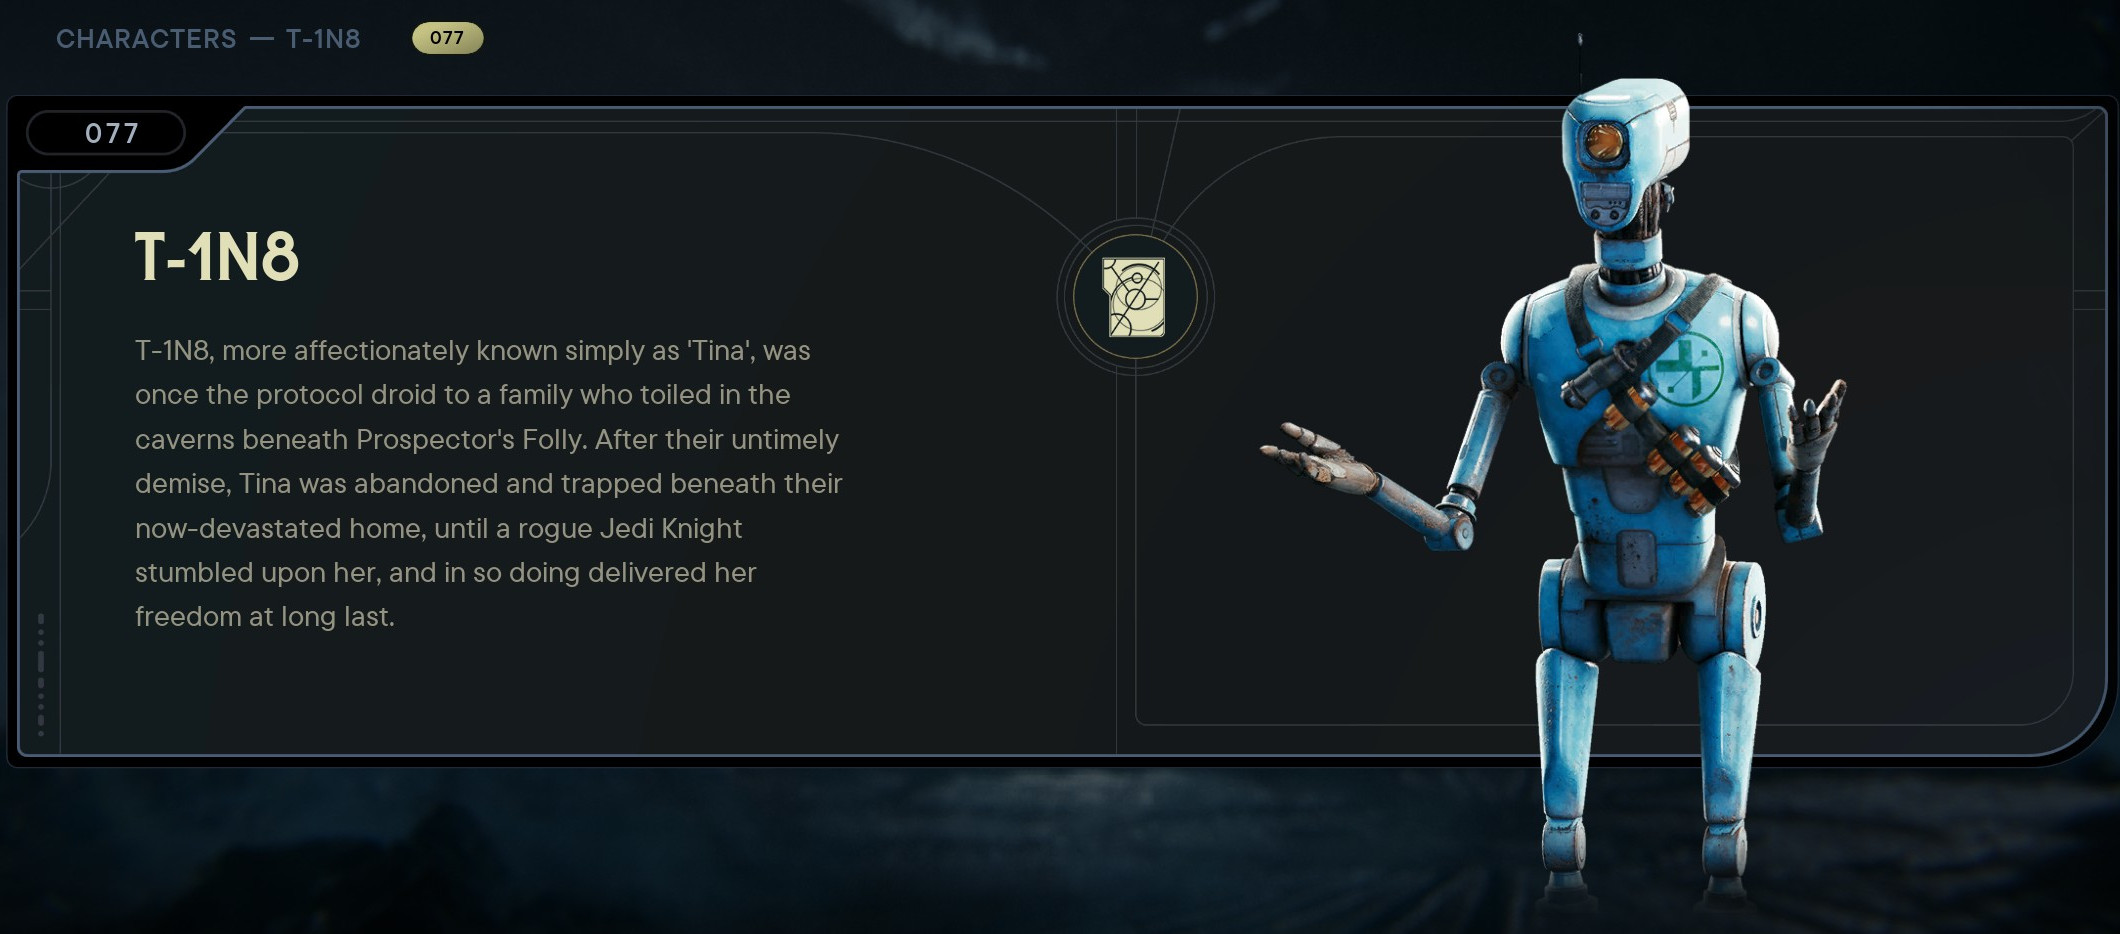 CHARACTERS — T-1N8 077
077
T-1N8
T-1N8, more affectionately known simply as 'Tina', was
once the protocol droid to a family who toiled in the
caverns beneath Prospector's Folly. After their untimely
demise, Tina was abandoned and trapped beneath their
now-devastated home, until a rogue Jedi Knight
stumbled upon her, and in so doing delivered her
freedom at long last.